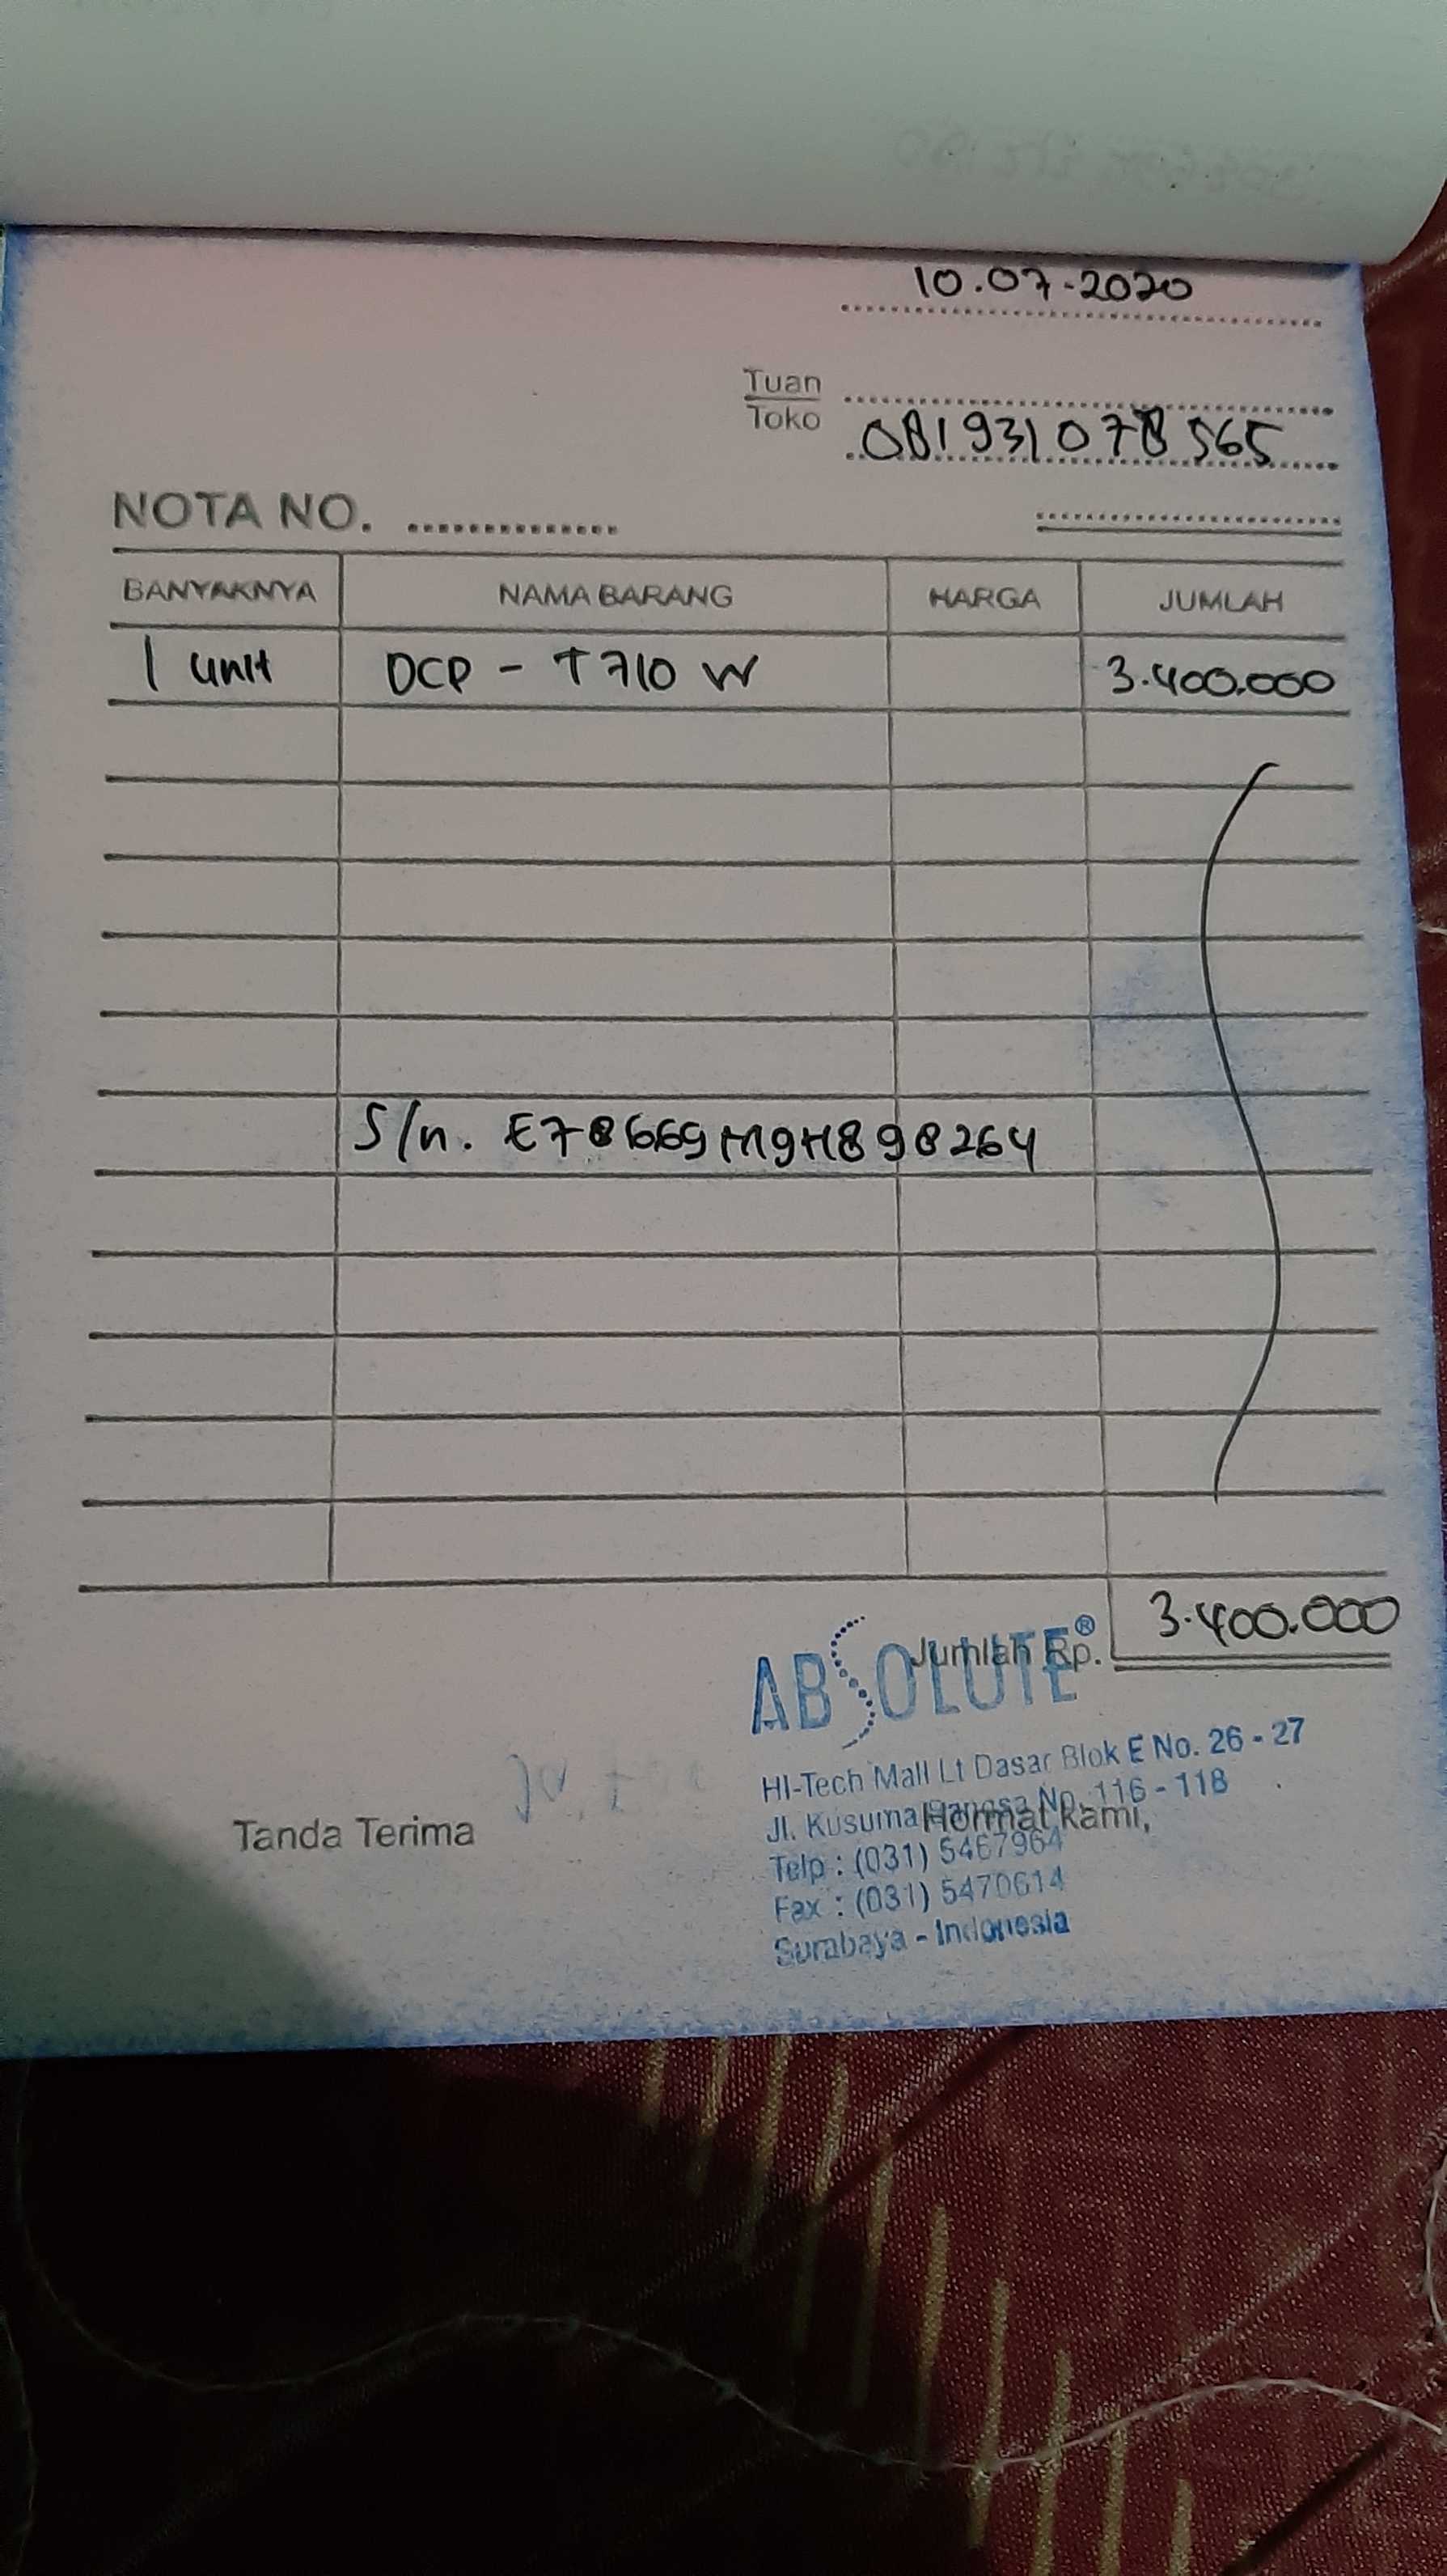 10.07-2020
Tuan
Toko
081931078565
NOTA NO.
BANYAKNYA NAMA BARANG HARGA JUMLAH
1 unit DCP - T710 W 3.400.000
S/n. E78669M9H898264
Jumlah Rp. 3.400.000
ABSOLUTE®
HI-Tech Mall Lt Dasar Blok E No. 26 - 27
Jl. Kusuma Bangsa No. 116 - 118
Tanda Terima Hormat kami,
Telp : (031) 5467964
Fax : (031) 5470614
Surabaya - Indonesia